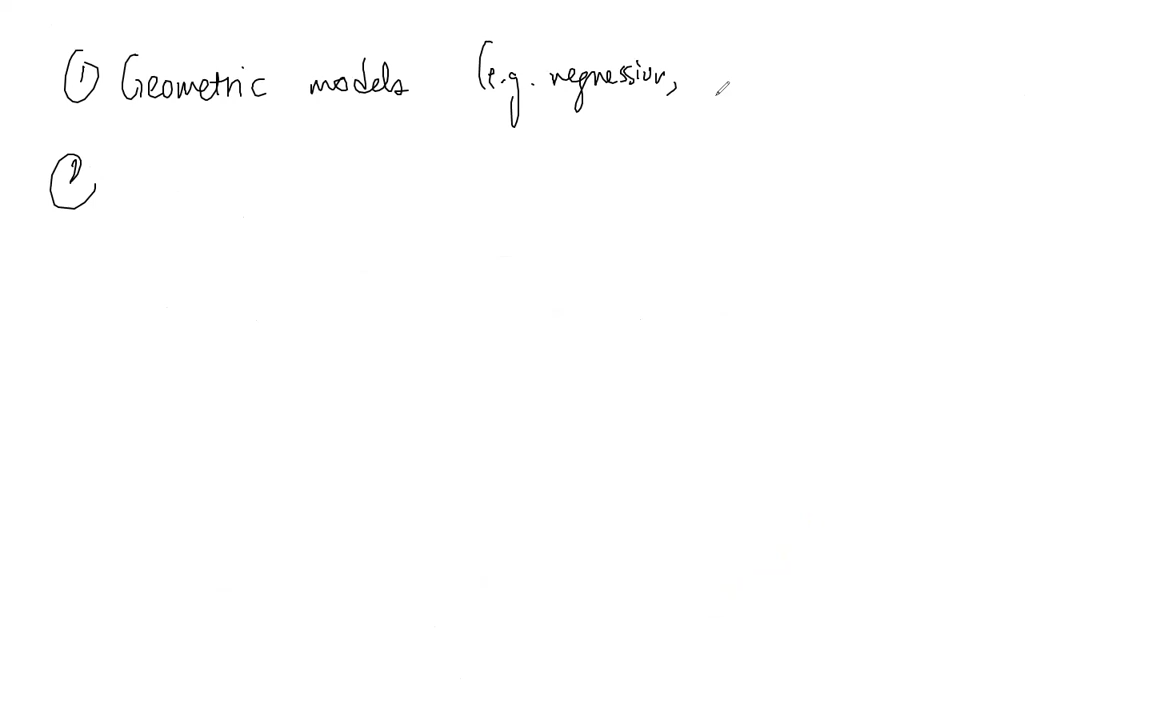 ① Geometric models (e.g. regression,
②